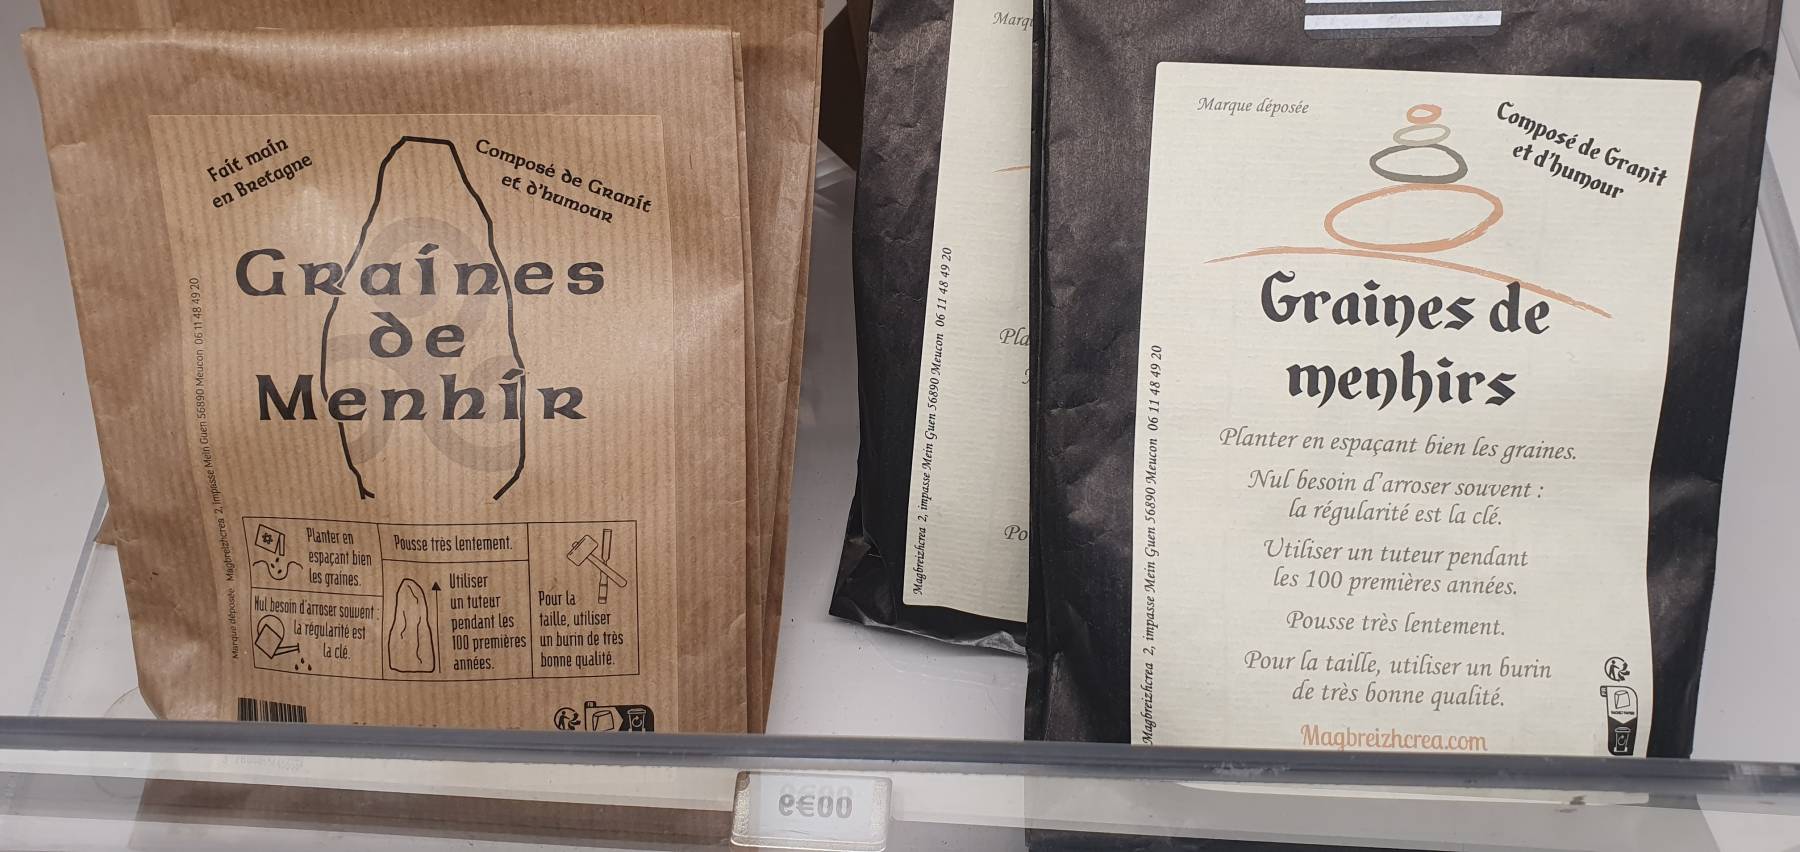 Fait main
en Bretagne
Composé de Granit
et d'humour
Graines
de
Menhir
Planter en
espaçant bien
les graines.
Nul besoin d'arroser souvent :
la régularité est
la clé.
Pousse très lentement.
Utiliser
un tuteur
pendant les
100 premières
années.
Pour la
taille, utiliser
un burin de très
bonne qualité.
Marque déposée Magbreizhcrea 2, impasse Mein Guen 56890 Meucon 06 11 48 49 20
Marqu
Pla
Po
Magbreizhcrea 2, impasse Mein Guen 56890 Meucon 06 11 48 49 20
Marque déposée
Composé de Granit
et d'humour
Graines de
menhirs
Planter en espaçant bien les graines.
Nul besoin d'arroser souvent :
la régularité est la clé.
Utiliser un tuteur pendant
les 100 premières années.
Pousse très lentement.
Pour la taille, utiliser un burin
de très bonne qualité.
Magbreizhcrea.com
Magbreizhcrea 2, impasse Mein Guen 56890 Meucon 06 11 48 49 20
6€00